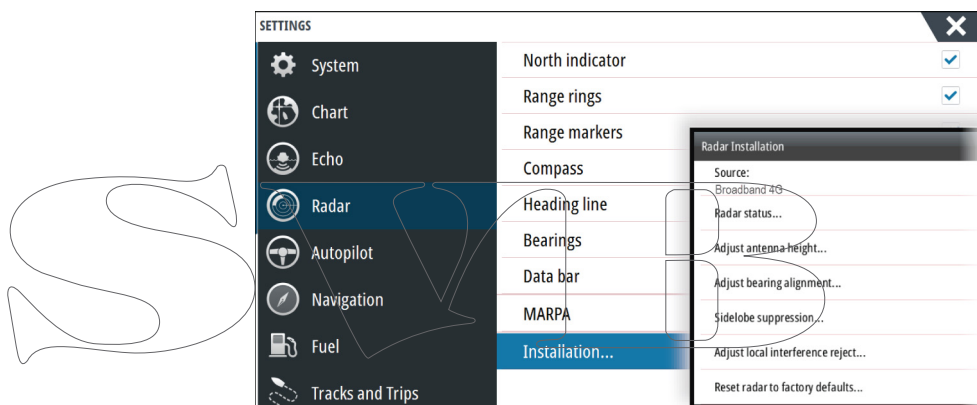 SETTINGS
System
Chart
Echo
Radar
Autopilot
Navigation
Fuel
Tracks and Trips
North indicator
Range rings
Range markers
Compass
Heading line
Bearings
Data bar
MARPA
Installation...
Radar Installation
Source:
Broadband 4G
Radar status...
Adjust antenna height...
Adjust bearing alignment...
Sidelobe suppression...
Adjust local interference reject...
Reset radar to factory defaults...